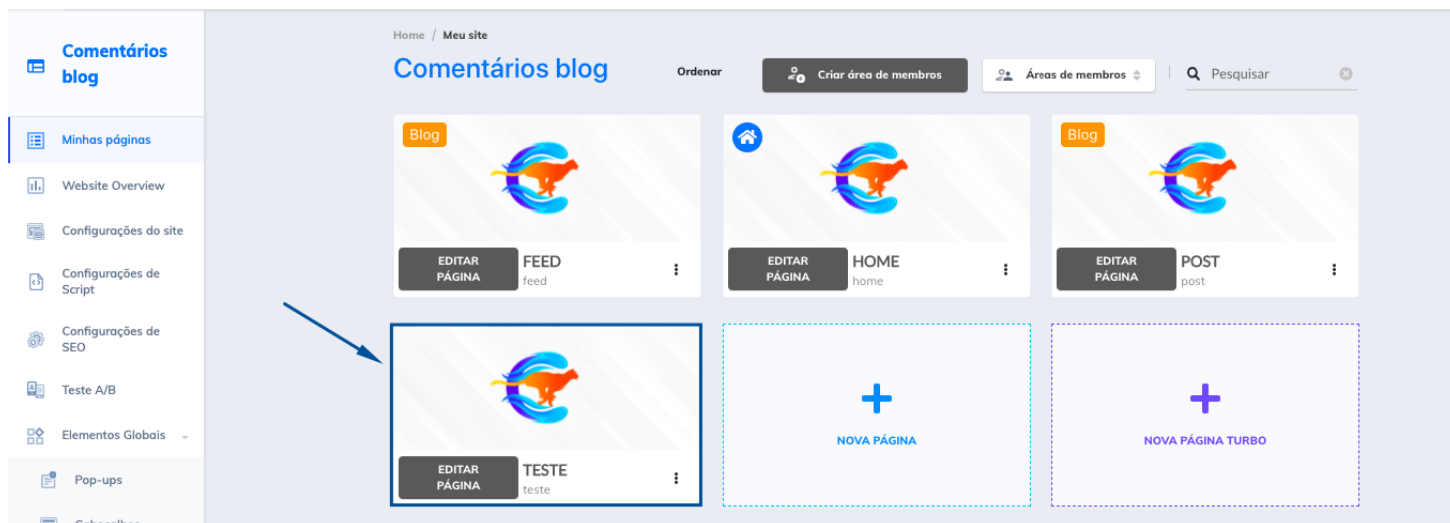 Comentários
blog
Minhas páginas
Website Overview
Configurações do site
Configurações de
Script
Configurações de
SEO
Teste A/B
Elementos Globais
Pop-ups
Home / Meu site
Comentários blog
Ordenar
Criar área de membros
Áreas de membros
Pesquisar
Blog
EDITAR
PÁGINA
FEED
feed
EDITAR
PÁGINA
HOME
home
Blog
EDITAR
PÁGINA
POST
post
EDITAR
PÁGINA
TESTE
teste
NOVA PÁGINA
NOVA PÁGINA TURBO